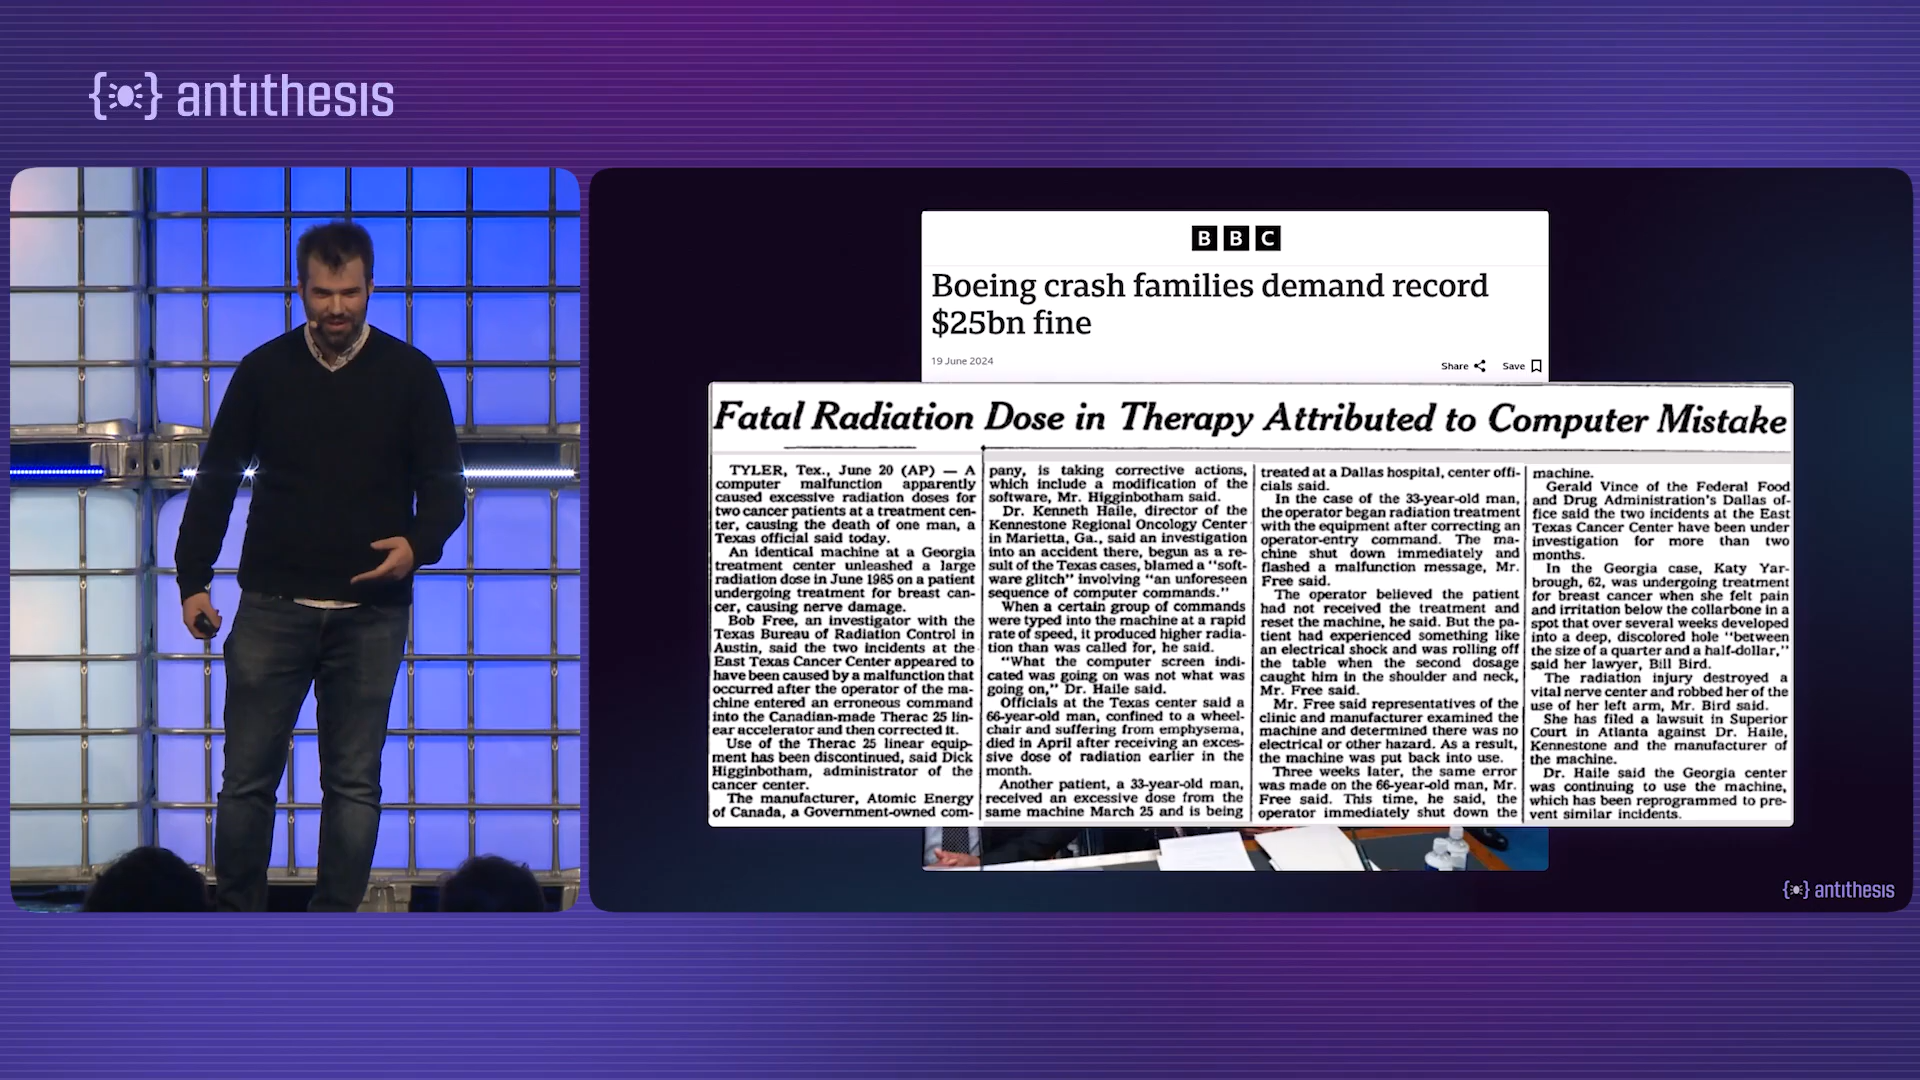 { } antithesis
BBC
Boeing crash families demand record
$25bn fine
19 June 2024
Share Save
Fatal Radiation Dose in Therapy Attributed to Computer Mistake
TYLER, Tex., June 20 (AP) — A
computer malfunction apparently
caused excessive radiation doses for
two cancer patients at a treatment cen-
ter, causing the death of one man, a
Texas official said today.
An identical machine at a Georgia
treatment center unleashed a large
radiation dose in June 1985 on a patient
undergoing treatment for breast can-
cer, causing nerve damage.
Bob Free, an investigator with the
Texas Bureau of Radiation Control in
Austin, said the two incidents at the
East Texas Cancer Center appeared to
have been caused by a malfunction that
occurred after the operator of the ma-
chine entered an erroneous command
into the Canadian-made Therac 25 lin-
ear accelerator and then corrected it.
Use of the Therac 25 linear equip-
ment has been discontinued, said Dick
Higginbotham, administrator of the
cancer center.
The manufacturer, Atomic Energy
of Canada, a Government-owned com-
pany, is taking corrective actions,
which include a modification of the
software, Mr. Higginbotham said.
Dr. Kenneth Haile, director of the
Kennestone Regional Oncology Center
in Marietta, Ga., said an investigation
into an accident there, begun as a re-
sult of the Texas cases, blamed a "soft-
ware glitch" involving "an unforeseen
sequence of computer commands."
When a certain group of commands
were typed into the machine at a rapid
rate of speed, it produced higher radia-
tion than was called for, he said.
"What the computer screen indi-
cated was going on was not what was
going on," Dr. Haile said.
Officials at the Texas center said a
66-year-old man, confined to a wheel-
chair and suffering from emphysema,
died in April after receiving an exces-
sive dose of radiation earlier in the
month.
Another patient, a 33-year-old man,
received an excessive dose from the
same machine March 25 and is being
treated at a Dallas hospital, center offi-
cials said.
In the case of the 33-year-old man,
the operator began radiation treatment
with the equipment after correcting an
operator-entry command. The ma-
chine shut down immediately and
flashed a malfunction message, Mr.
Free said.
The operator believed the patient
had not received the treatment and
reset the machine, he said. But the pa-
tient had experienced something like
an electrical shock and was rolling off
the table when the second dosage
caught him in the shoulder and neck,
Mr. Free said.
Mr. Free said representatives of the
clinic and manufacturer examined the
machine and determined there was no
electrical or other hazard. As a result,
the machine was put back into use.
Three weeks later, the same error
was made on the 66-year-old man, Mr.
Free said. This time, he said, the
operator immediately shut down the
machine.
Gerald Vince of the Federal Food
and Drug Administration's Dallas of-
fice said the two incidents at the East
Texas Cancer Center have been under
investigation for more than two
months.
In the Georgia case, Katy Yar-
brough, 62, was undergoing treatment
for breast cancer when she felt pain
and irritation below the collarbone in a
spot that over several weeks developed
into a deep, discolored hole "between
the size of a quarter and a half-dollar,"
said her lawyer, Bill Bird.
The radiation injury destroyed a
vital nerve center and robbed her of the
use of her left arm, Mr. Bird said.
She has filed a lawsuit in Superior
Court in Atlanta against Dr. Haile,
Kennestone and the manufacturer of
the machine.
Dr. Haile said the Georgia center
was continuing to use the machine,
which has been reprogrammed to pre-
vent similar incidents.
{ } antithesis